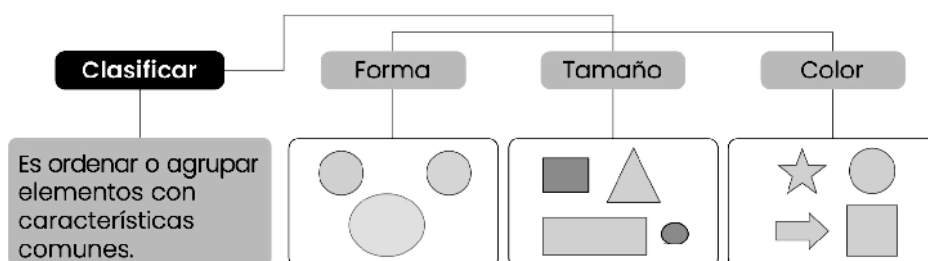 Clasificar
Forma
Tamaño
Color
Es ordenar o agrupar
elementos con
características
comunes.